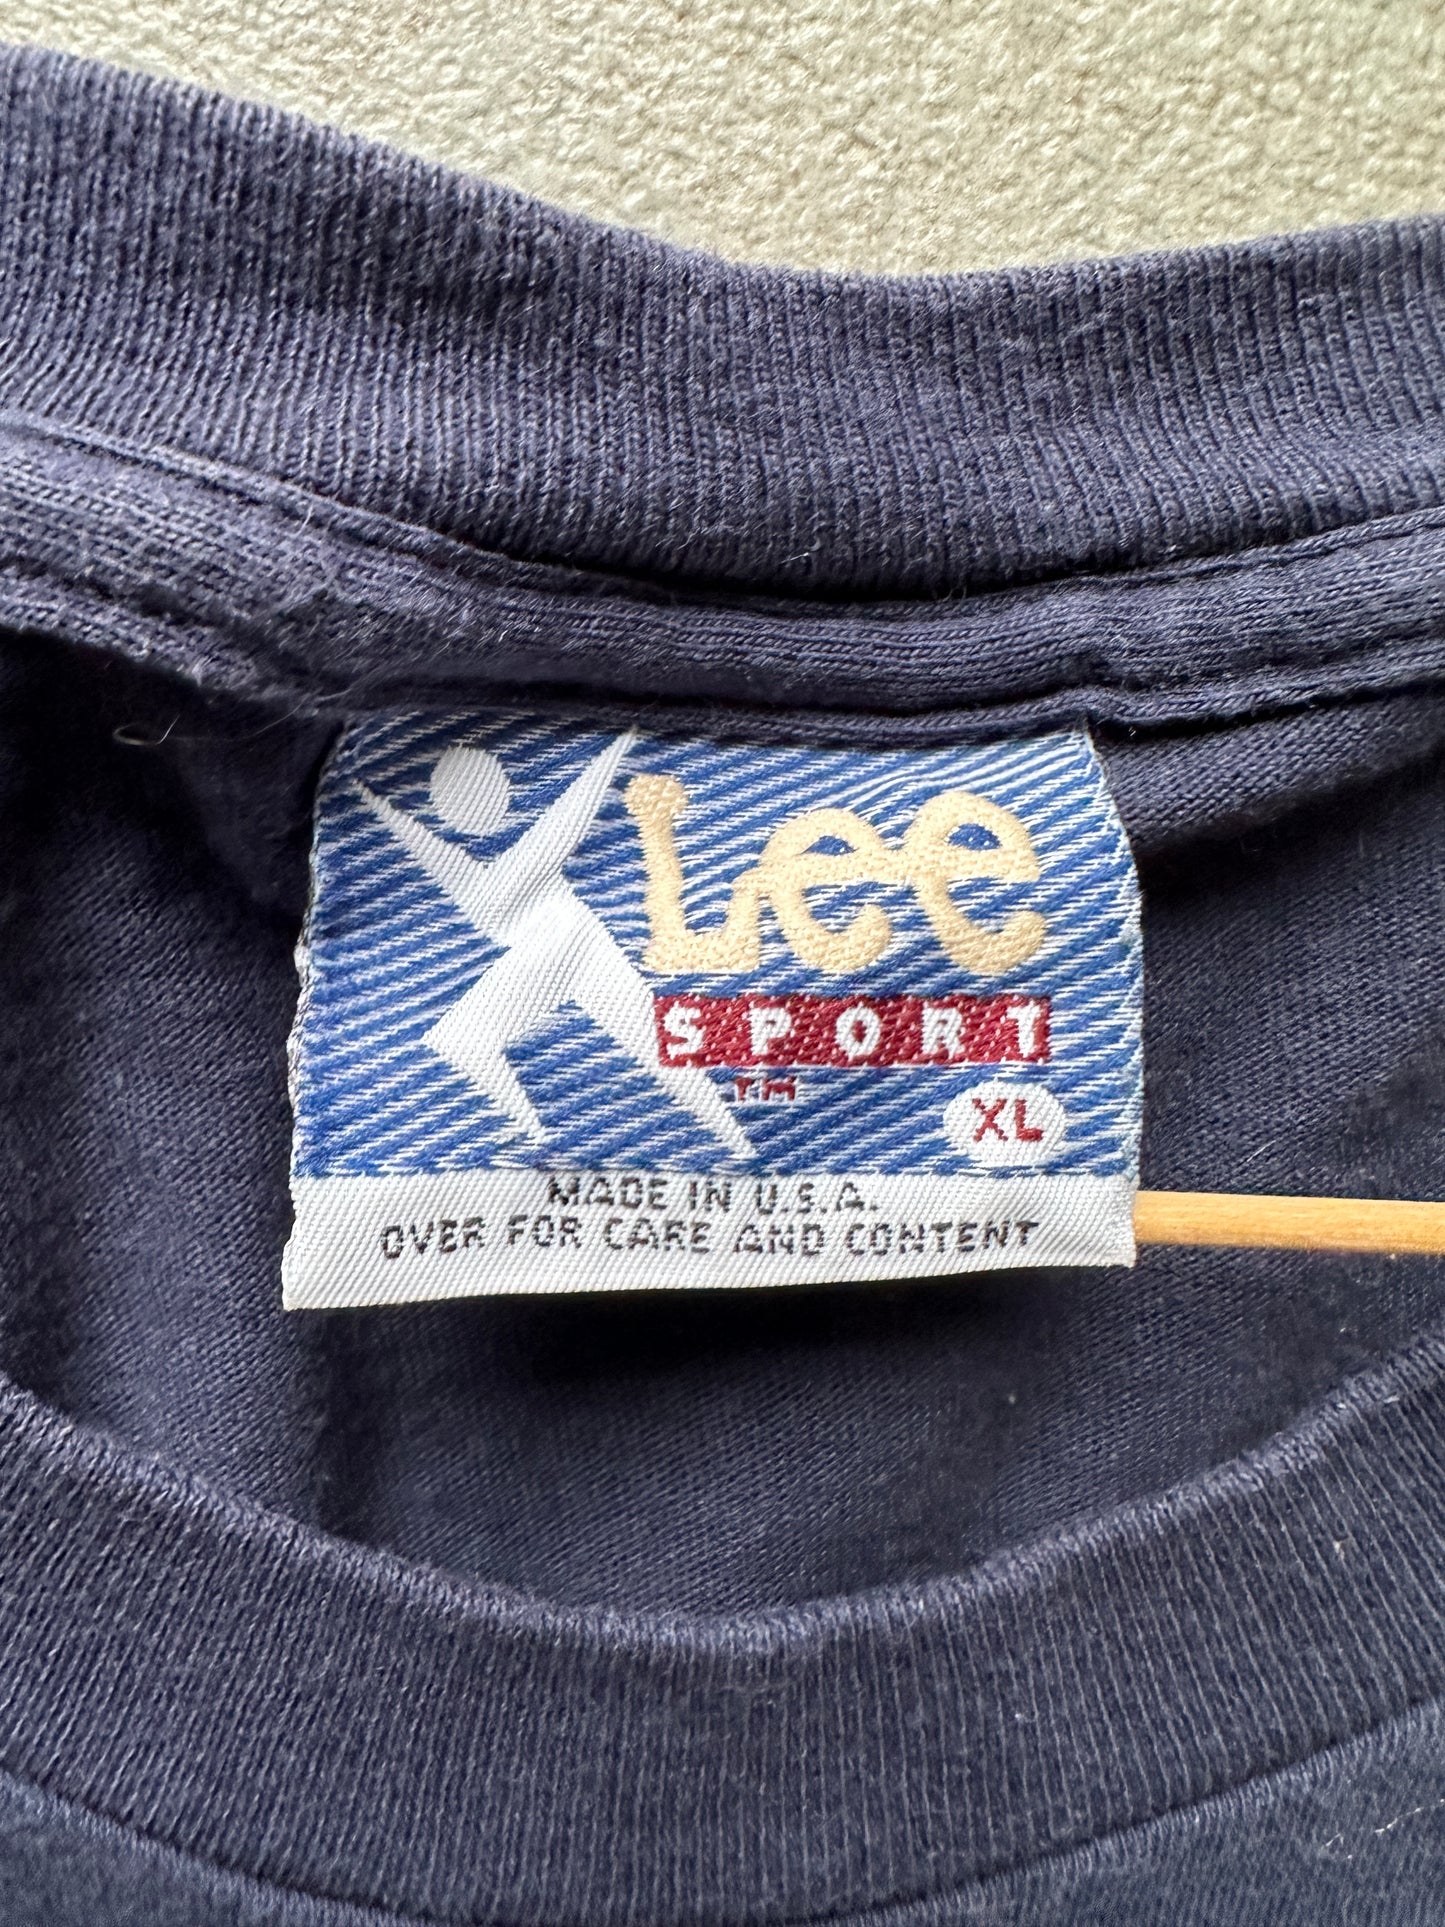 Lee
SPORT
TM
XL
MADE IN U.S.A.
OVER FOR CARE AND CONTENT